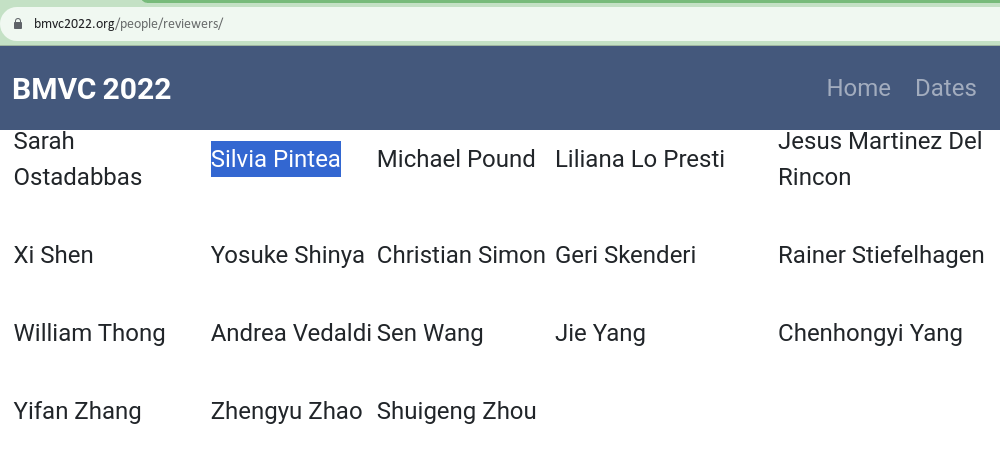 bmvc2022.org/people/reviewers/
BMVC 2022 Home Dates
Sarah Ostadabbas
Silvia Pintea
Michael Pound
Liliana Lo Presti
Jesus Martinez Del Rincon
Xi Shen
Yosuke Shinya
Christian Simon
Geri Skenderi
Rainer Stiefelhagen
William Thong
Andrea Vedaldi
Sen Wang
Jie Yang
Chenhongyi Yang
Yifan Zhang
Zhengyu Zhao
Shuigeng Zhou